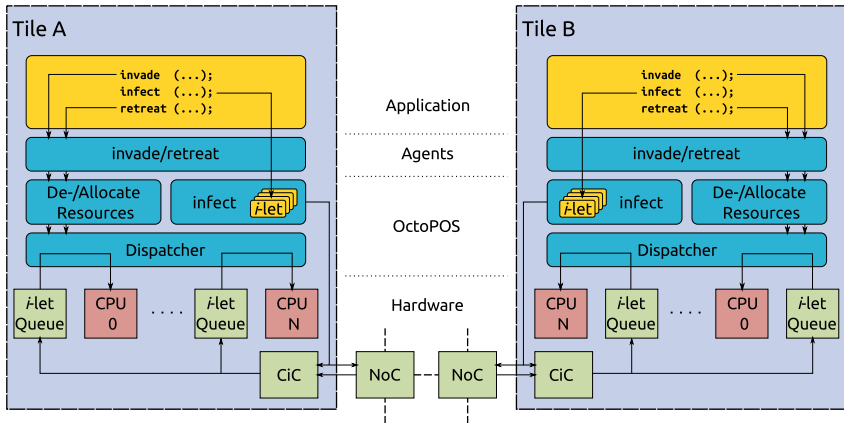 Tile A
invade (...);
infect (...);
retreat (...);
invade/retreat
De-/Allocate
Resources
infect
i-let
Dispatcher
i-let
Queue
CPU
0
. . . .
i-let
Queue
CPU
N
CiC
NoC
Application
Agents
OctoPOS
Hardware
NoC
Tile B
invade (...);
infect (...);
retreat (...);
invade/retreat
i-let
infect
De-/Allocate
Resources
Dispatcher
CPU
N
i-let
Queue
. . . .
CPU
0
i-let
Queue
CiC